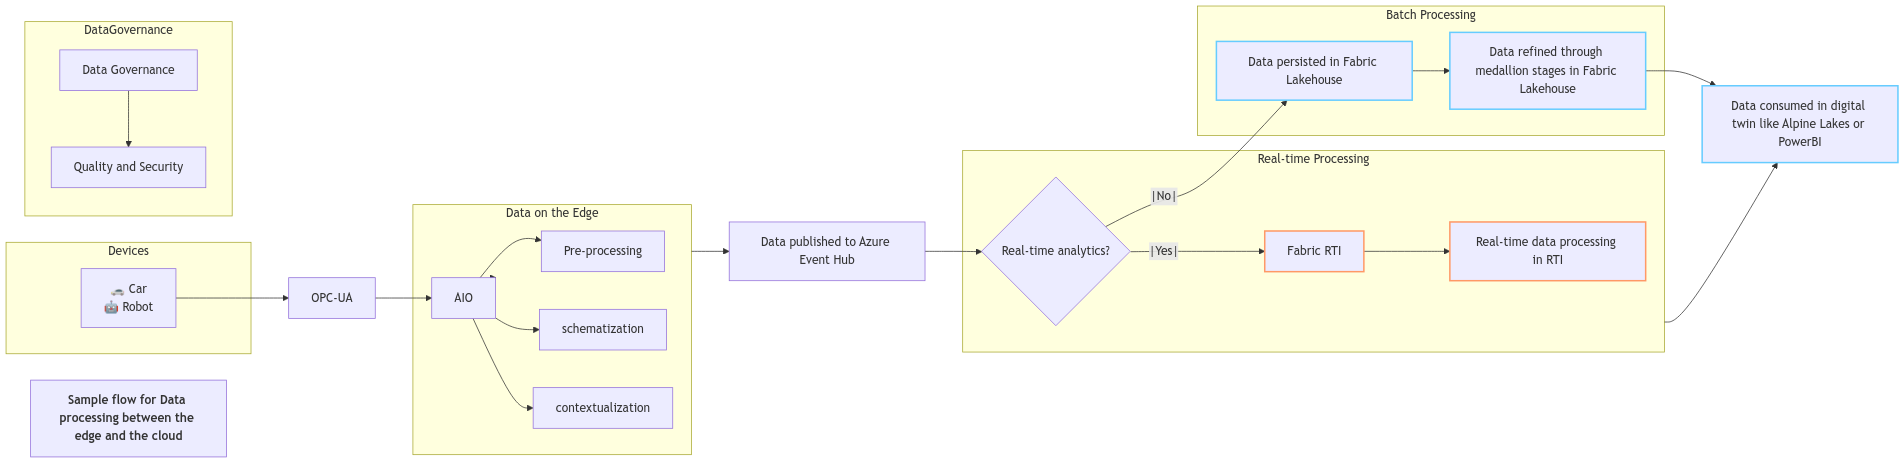 DataGovernance
Data Governance
Quality and Security
Devices
🚗 Car
🤖 Robot
Sample flow for Data
processing between the
edge and the cloud
OPC-UA
Data on the Edge
AIO
Pre-processing
schematization
contextualization
Data published to Azure
Event Hub
Real-time Processing
Real-time analytics?
|No|
|Yes|
Fabric RTI
Real-time data processing
in RTI
Batch Processing
Data persisted in Fabric
Lakehouse
Data refined through
medallion stages in Fabric
Lakehouse
Data consumed in digital
twin like Alpine Lakes or
PowerBI